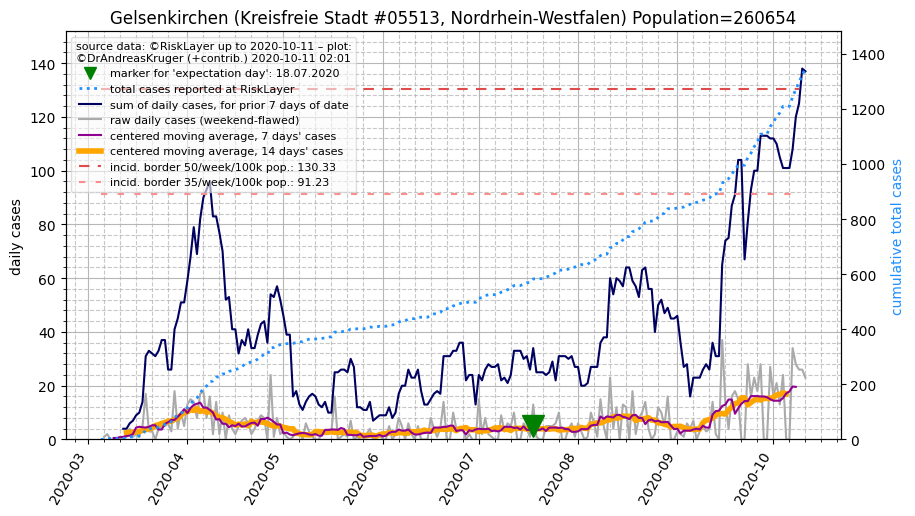 Gelsenkirchen (Kreisfreie Stadt #05513, Nordrhein-Westfalen) Population=260654
source data: ©RiskLayer up to 2020-10-11 – plot:
©DrAndreasKruger (+contrib.) 2020-10-11 02:01
marker for 'expectation day': 18.07.2020
total cases reported at RiskLayer
sum of daily cases, for prior 7 days of date
raw daily cases (weekend-flawed)
centered moving average, 7 days' cases
centered moving average, 14 days' cases
incid. border 50/week/100k pop.: 130.33
incid. border 35/week/100k pop.: 91.23
daily cases
140
120
100
80
60
40
20
0
1400
1200
1000
800
600
400
200
0
cumulative total cases
2020-03
2020-04
2020-05
2020-06
2020-07
2020-08
2020-09
2020-10